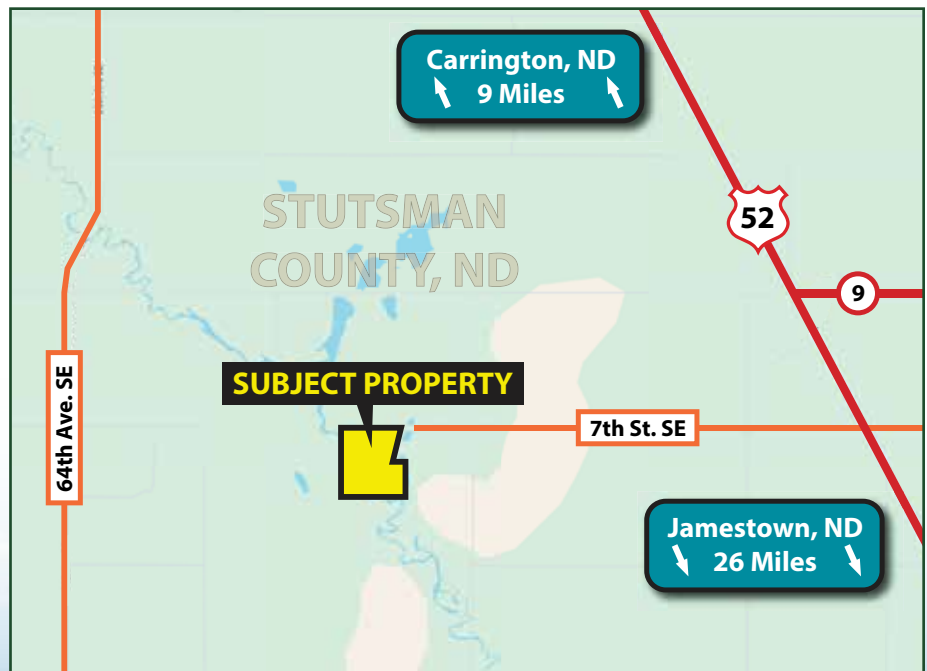 Carrington, ND
9 Miles
STUTSMAN
COUNTY, ND
52
9
SUBJECT PROPERTY
64th Ave. SE
7th St. SE
Jamestown, ND
26 Miles